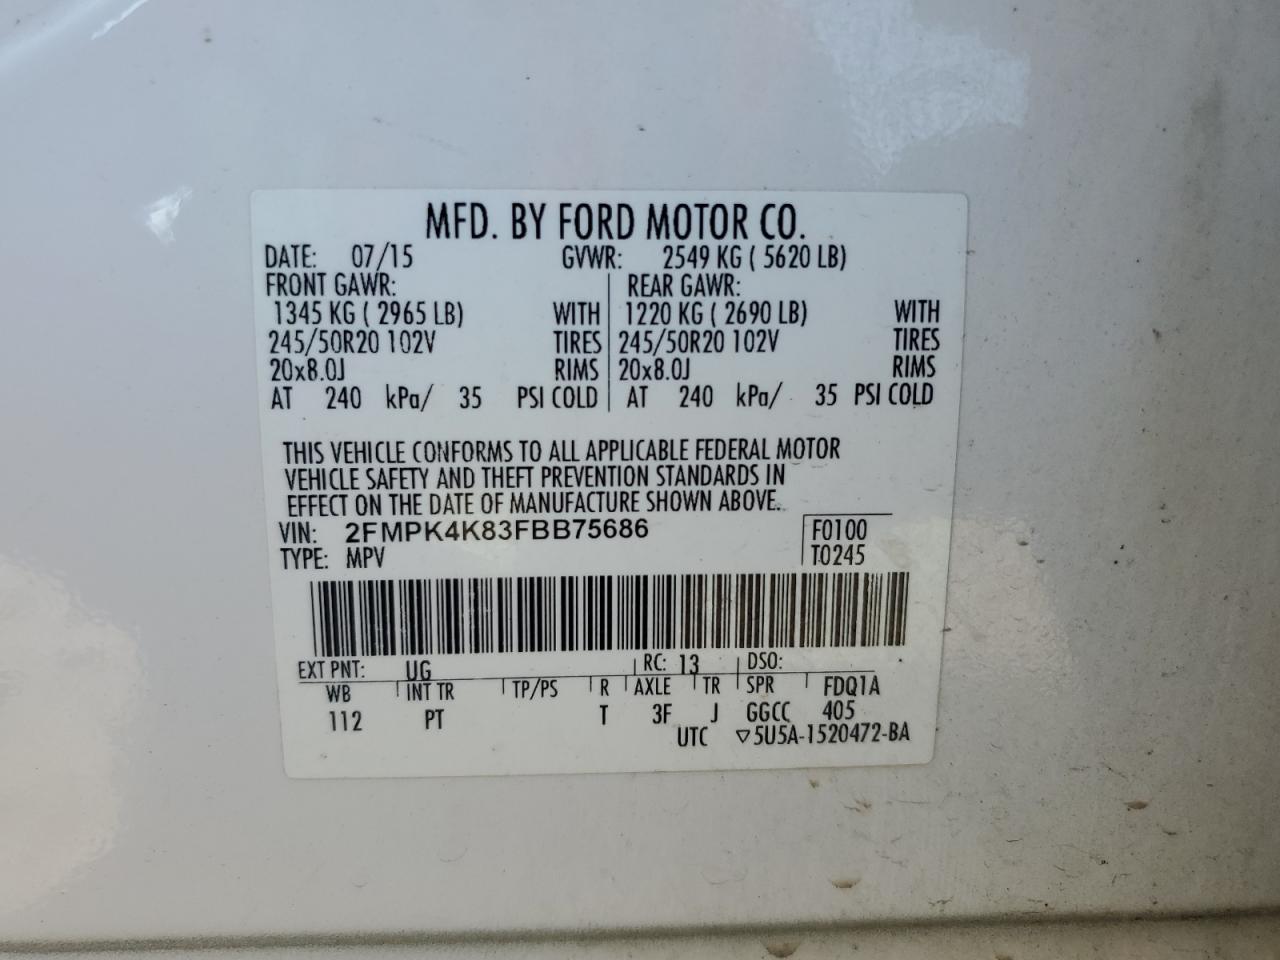 MFD. BY FORD MOTOR CO.
DATE: 07/15 GVWR: 2549 KG ( 5620 LB)
FRONT GAWR: REAR GAWR:
1345 KG ( 2965 LB) WITH 1220 KG ( 2690 LB) WITH
245/50R20 102V TIRES 245/50R20 102V TIRES
20x8.0J RIMS 20x8.0J RIMS
AT 240 kPa/ 35 PSI COLD AT 240 kPa/ 35 PSI COLD
THIS VEHICLE CONFORMS TO ALL APPLICABLE FEDERAL MOTOR
VEHICLE SAFETY AND THEFT PREVENTION STANDARDS IN
EFFECT ON THE DATE OF MANUFACTURE SHOWN ABOVE.
VIN: 2FMPK4K83FBB75686 F0100
TYPE: MPV T0245
EXT PNT: UG RC: 13 DSO:
WB INT TR TP/PS R AXLE TR SPR FDQ1A
112 PT T 3F J GGCC 405
UTC ▽5U5A-1520472-BA